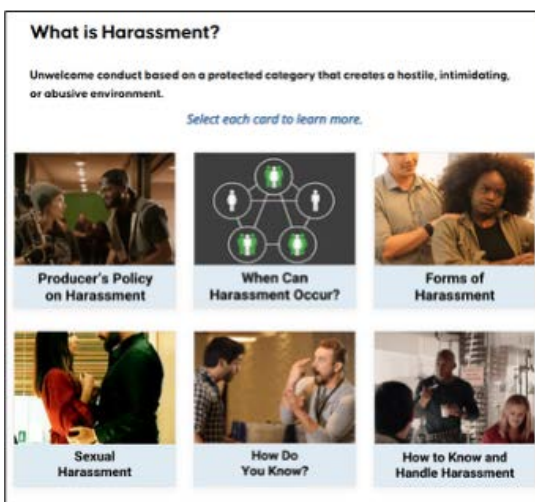 What is Harassment?
Unwelcome conduct based on a protected category that creates a hostile, intimidating,
or abusive environment.
Select each card to learn more.
Producer's Policy
on Harassment
When Can
Harassment Occur?
Forms of
Harassment
Sexual
Harassment
How Do
You Know?
How to Know and
Handle Harassment